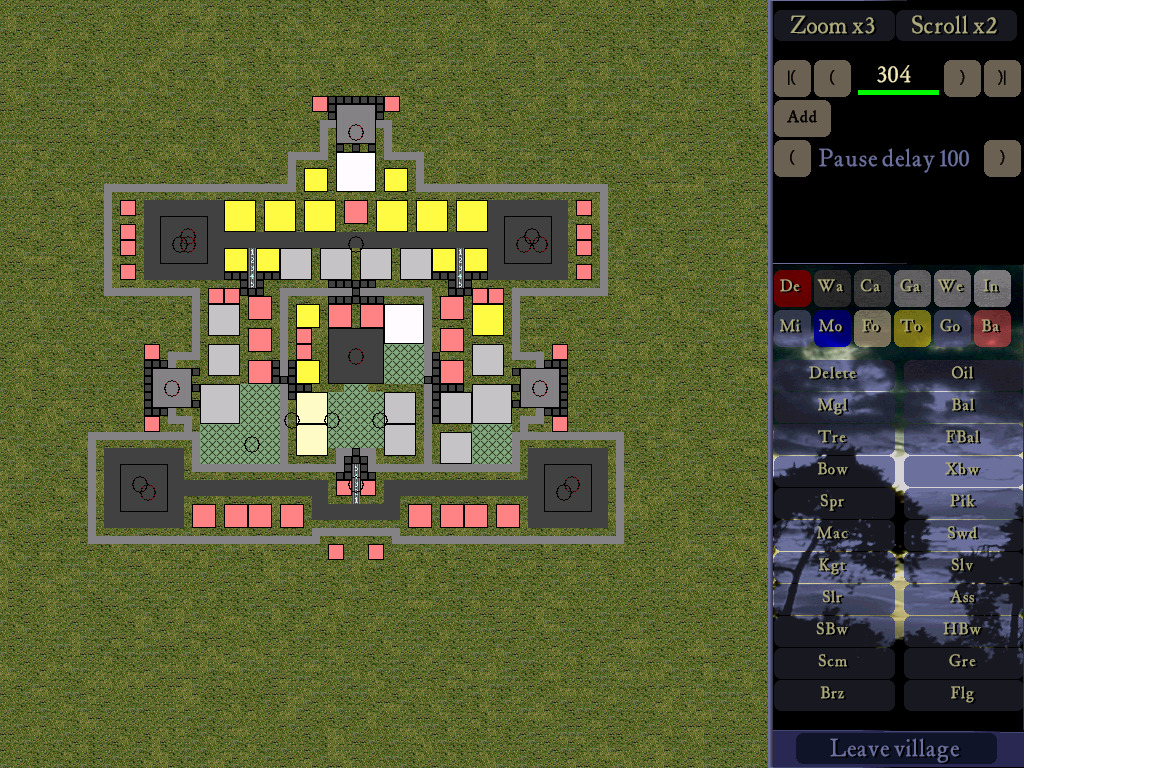 Zoom x3 Scroll x2
|( ( 304 ) )|
Add
( Pause delay 100 )
De Wa Ca Ga We In
Mi Mo Fo To Go Ba
Delete Oil
Mgl Bal
Tre FBal
Bow Xbw
Spr Pik
Mac Swd
Kgt Slv
Slr Ass
SBw HBw
Scm Gre
Brz Flg
Leave village